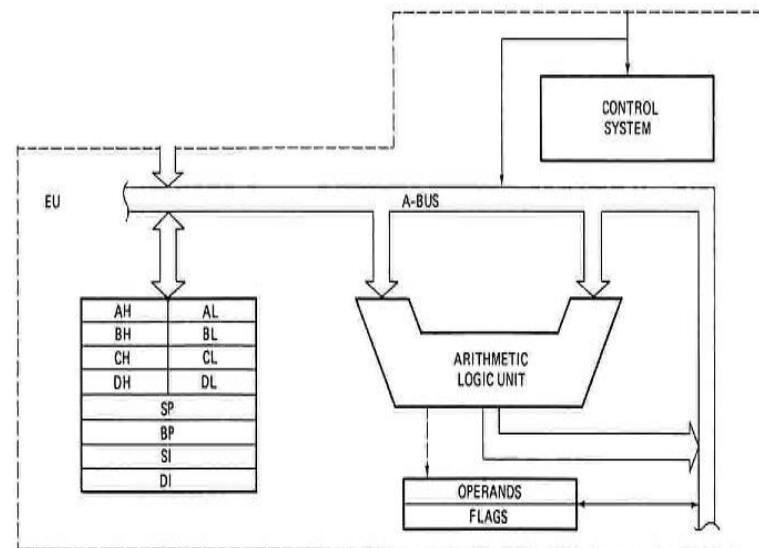 CONTROL
SYSTEM
EU
A-BUS
AH AL
BH BL
CH CL
DH DL
SP
BP
SI
DI
ARITHMETIC
LOGIC UNIT
OPERANDS
FLAGS